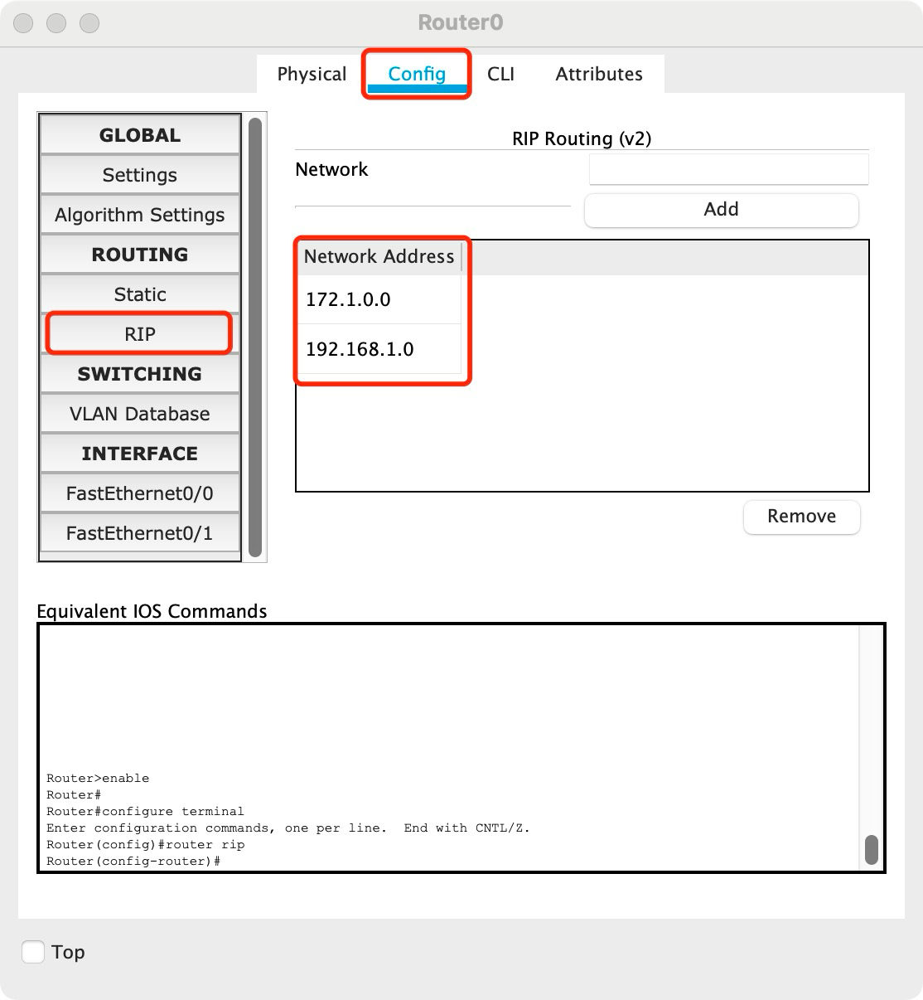 Router0
Physical Config CLI Attributes
GLOBAL
Settings
Algorithm Settings
ROUTING
Static
RIP
SWITCHING
VLAN Database
INTERFACE
FastEthernet0/0
FastEthernet0/1
RIP Routing (v2)
Network
Add
Network Address
172.1.0.0
192.168.1.0
Remove
Equivalent IOS Commands
Router>enable
Router#
Router#configure terminal
Enter configuration commands, one per line.  End with CNTL/Z.
Router(config)#router rip
Router(config-router)#
Top